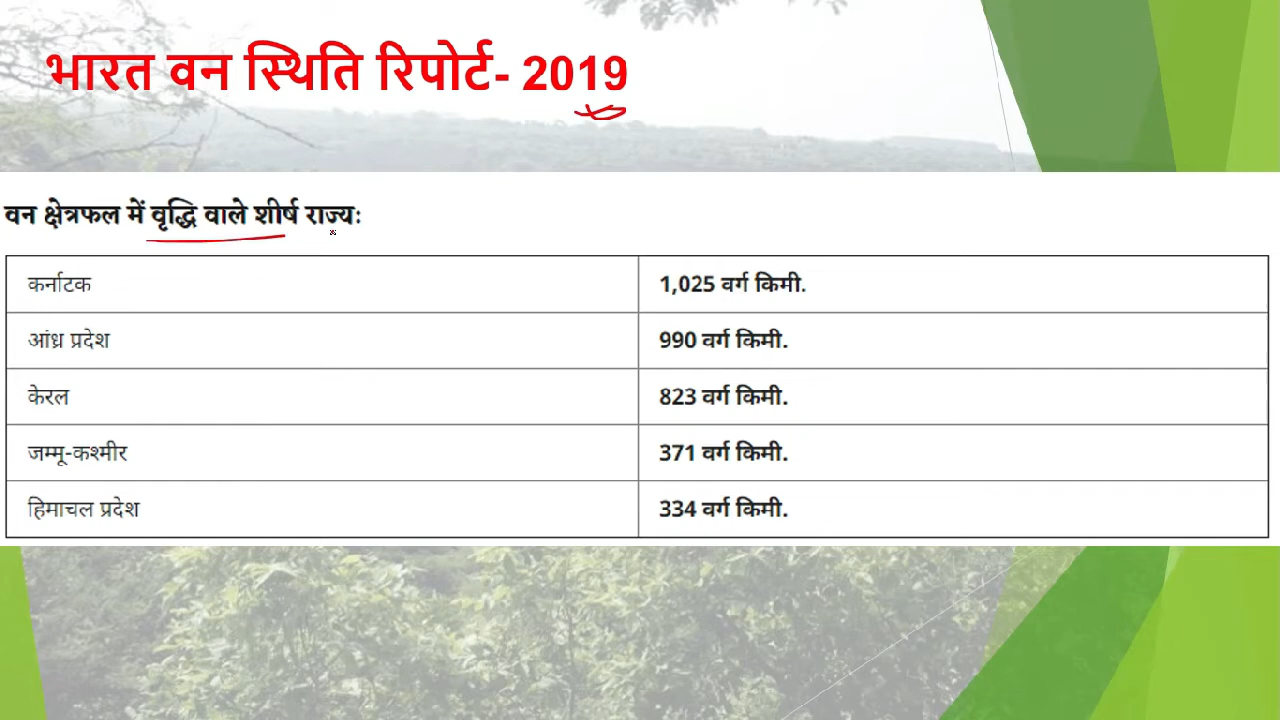 भारत वन स्थिति रिपोर्ट- 2019
वन क्षेत्रफल में वृद्धि वाले शीर्ष राज्य:
कर्नाटक 1,025 वर्ग किमी.
आंध्र प्रदेश 990 वर्ग किमी.
केरल 823 वर्ग किमी.
जम्मू-कश्मीर 371 वर्ग किमी.
हिमाचल प्रदेश 334 वर्ग किमी.